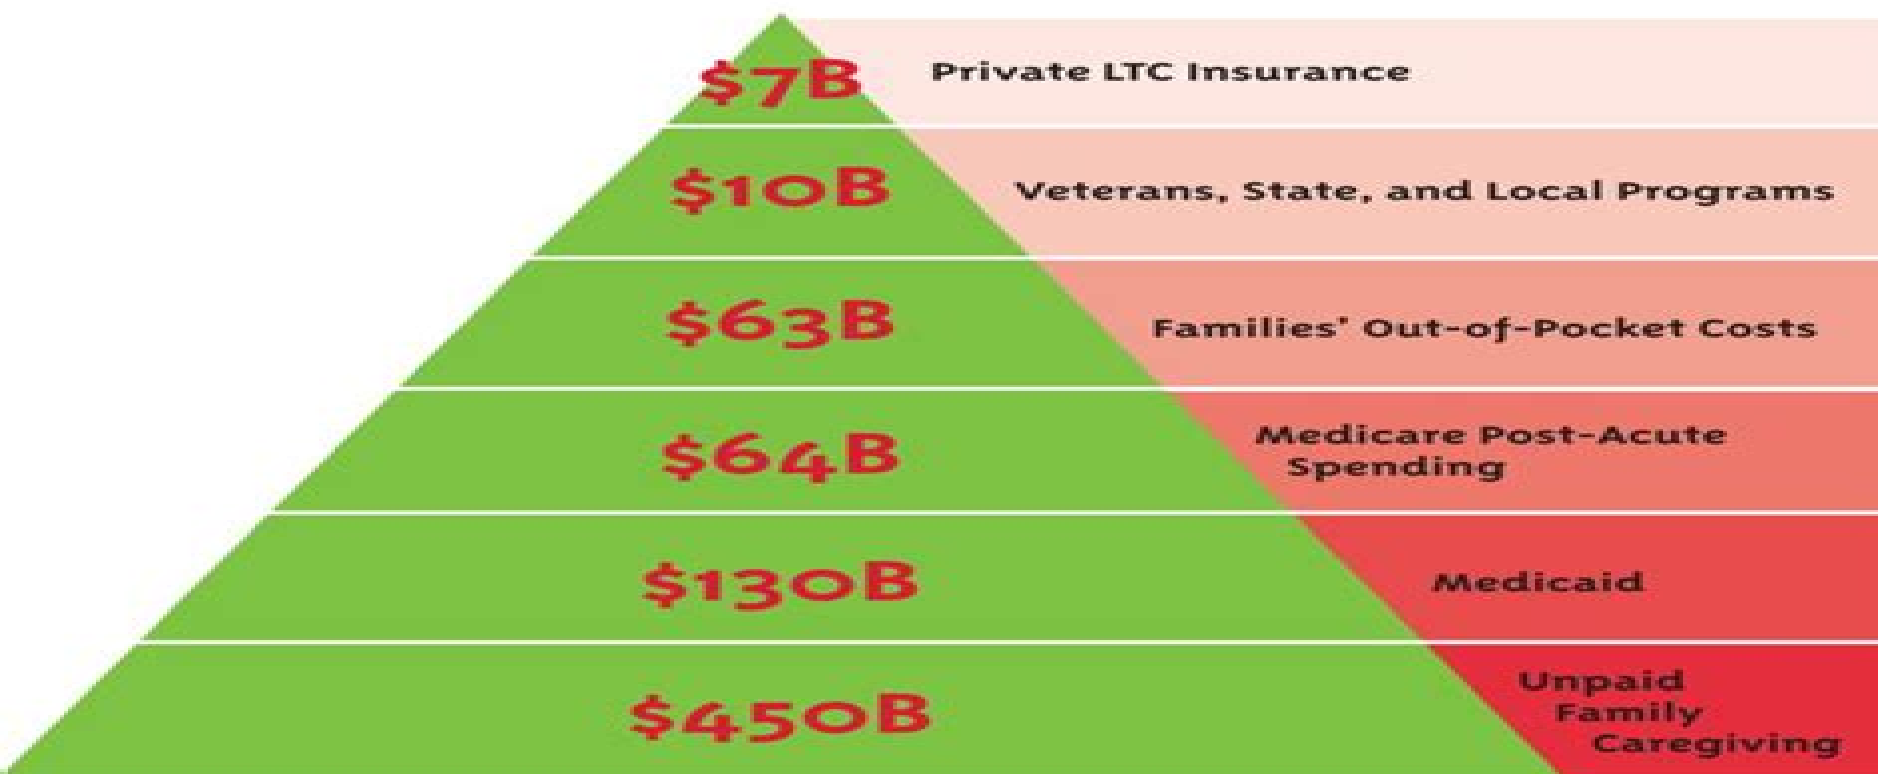 $7B Private LTC Insurance
$10B Veterans, State, and Local Programs
$63B Families' Out-of-Pocket Costs
$64B Medicare Post-Acute
Spending
$130B Medicaid
$450B Unpaid
Family
Caregiving